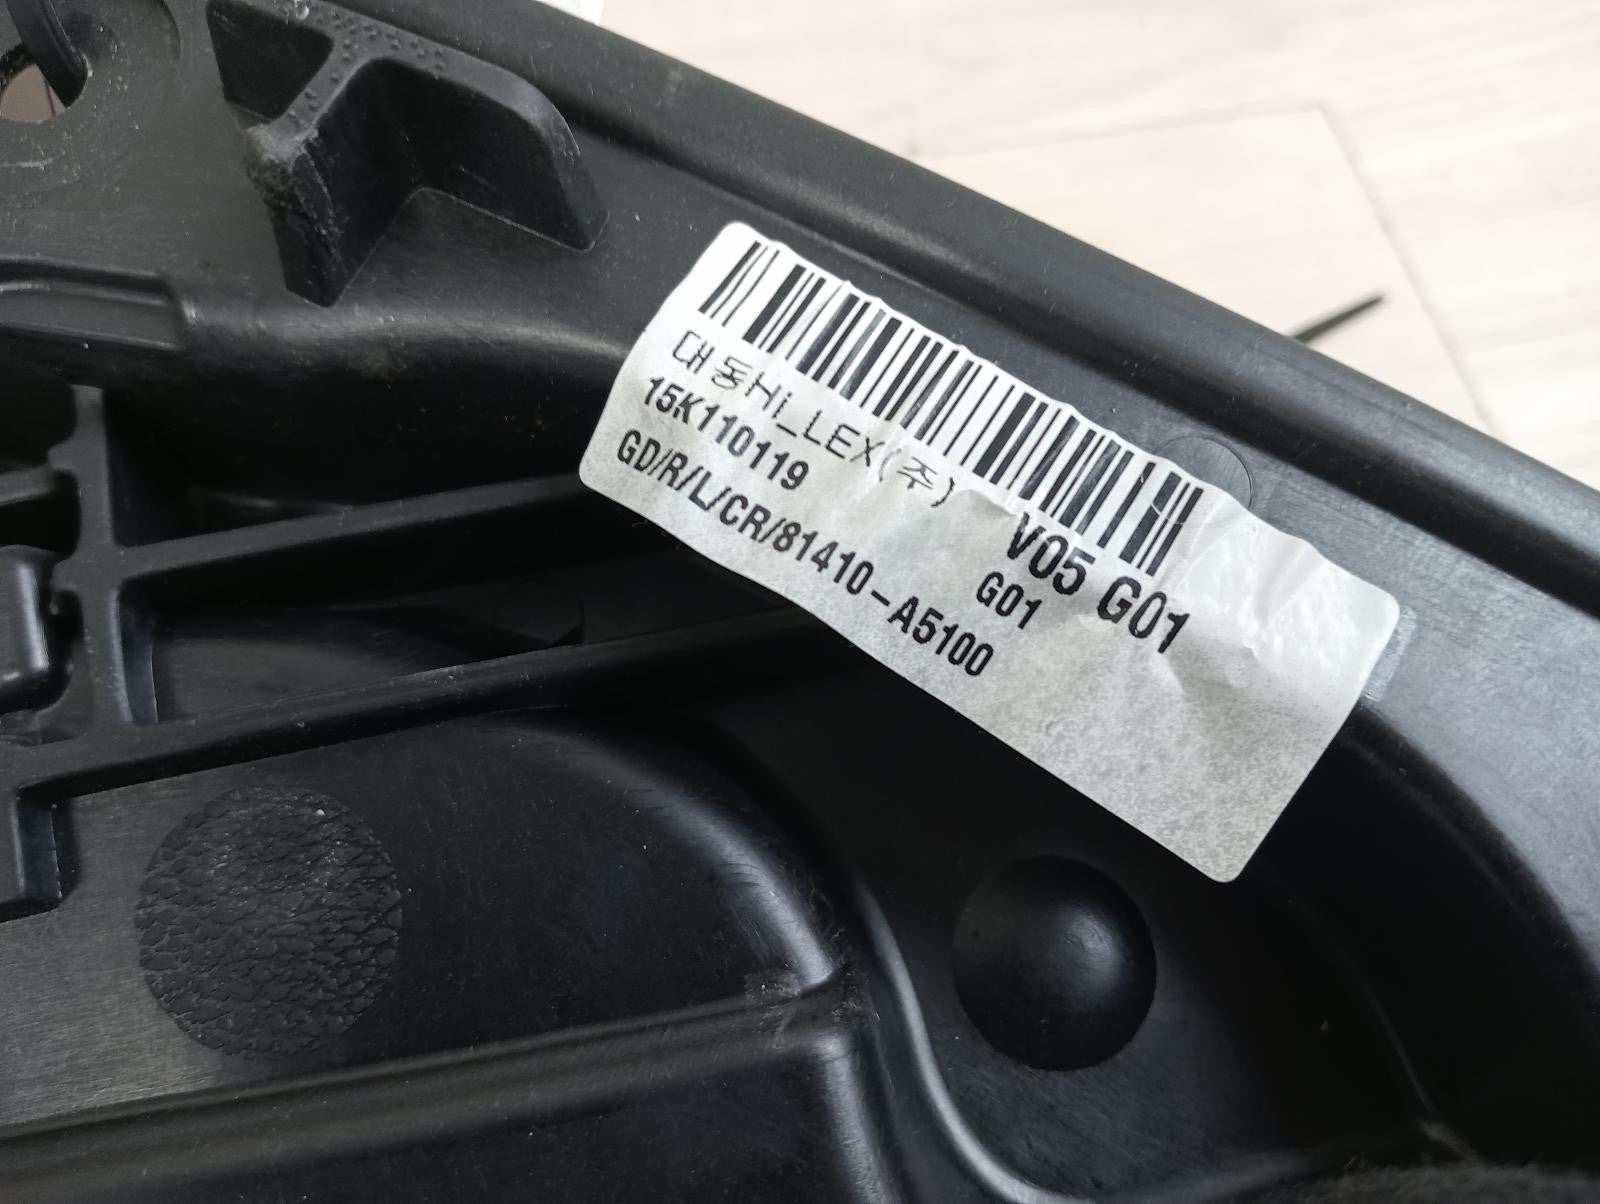 대동HI_LEX(주) V05 G01
15K110119 G01
GD/R/L/CR/81410-A5100